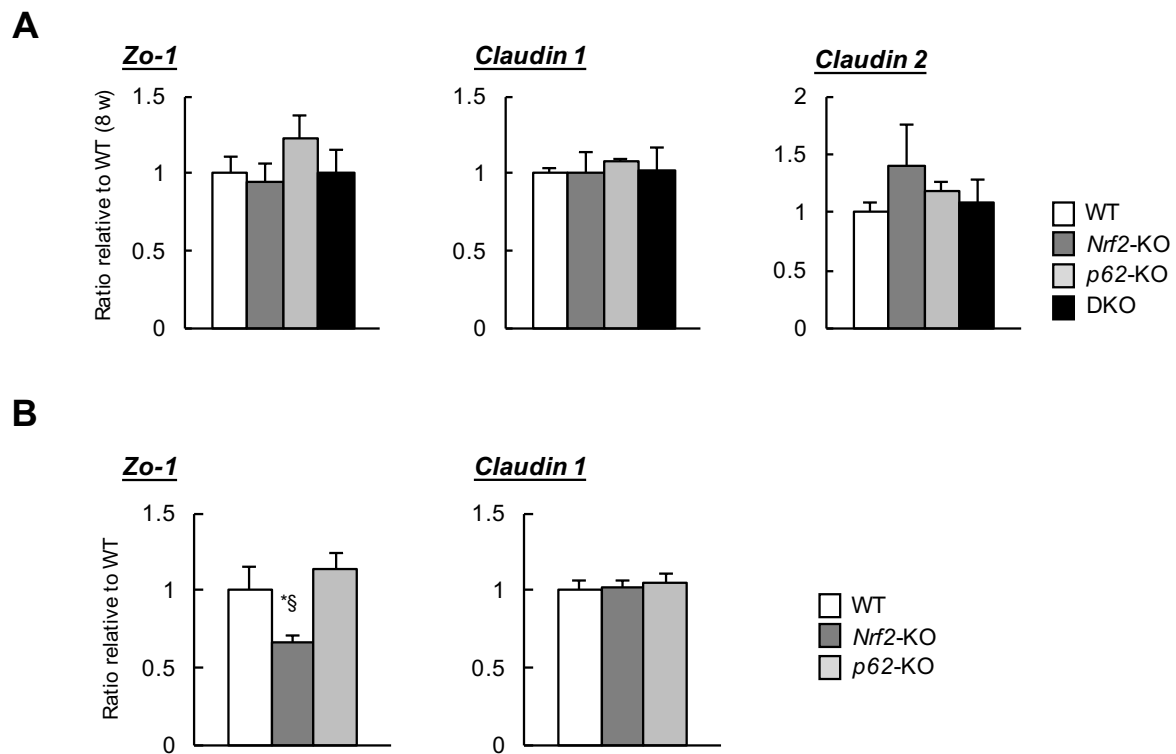 A
Zo-1
Claudin 1
Claudin 2
Ratio relative to WT (8 w)
1.5
1
0.5
0
1.5
1
0.5
0
2
1.5
1
0.5
0
WT
Nrf2-KO
p62-KO
DKO
B
Zo-1
Claudin 1
Ratio relative to WT
1.5
1
0.5
0
*§
1.5
1
0.5
0
WT
Nrf2-KO
p62-KO